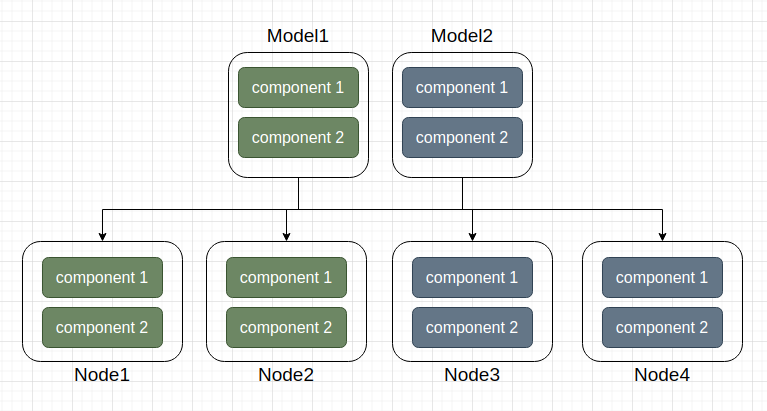 Model1
Model2
component 1
component 1
component 2
component 2
component 1
component 1
component 1
component 1
component 2
component 2
component 2
component 2
Node1
Node2
Node3
Node4